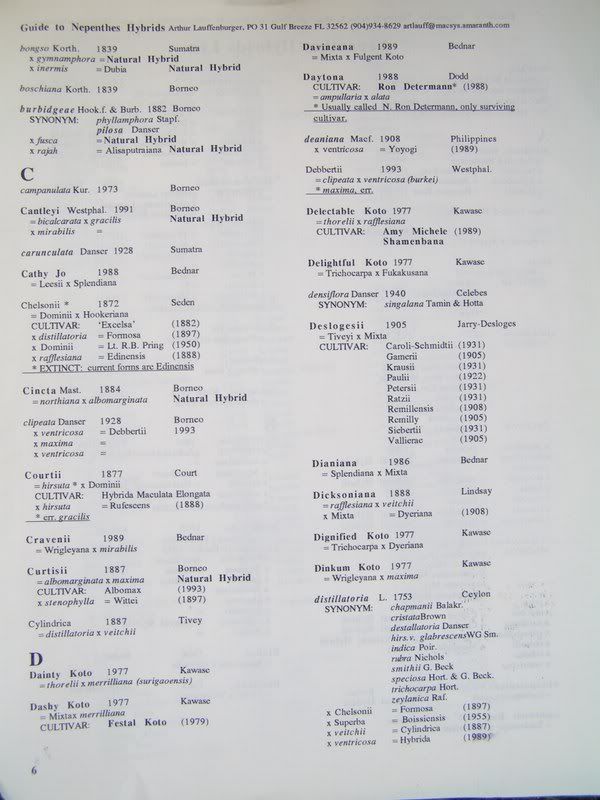 Guide to Nepenthes Hybrids Arthur Lauffenburger, PO 31 Gulf Breeze FL 32562 (904)934-8629 artlauff@macsys.amaranth.com
bongso Korth. 1839 Sumatra
x gymnamphora = Natural Hybrid
x inermis = Dubia Natural Hybrid
boschiana Korth. 1839 Borneo
burbidgeae Hook.f. & Burb. 1882 Borneo
SYNONYM: phyllamphora Stapf.
pilosa Danser
x fusca = Natural Hybrid
x rajah = Alisaputraiana Natural Hybrid
C
campanulata Kur. 1973 Borneo
Cantleyi Westphal. 1991 Borneo
= bicalcarata x gracilis Natural Hybrid
x mirabilis =
carunculata Danser 1928 Sumatra
Cathy Jo 1988 Bednar
= Leesii x Splendiana
Chelsonii * 1872 Seden
= Dominii x Hookeriana
CULTIVAR: 'Excelsa' (1882)
x distillatoria = Formosa (1897)
x Dominii = Lt. R.B. Pring (1950)
x rafflesiana = Edinensis (1888)
* EXTINCT: current forms are Edinensis
Cincta Mast. 1884 Borneo
= northiana x albomarginata Natural Hybrid
clipeata Danser 1928 Borneo
x ventricosa = Debbertii 1993
x maxima =
x ventricosa =
Courtii 1877 Court
= hirsuta * x Dominii
CULTIVAR: Hybrida Maculata Elongata
x hirsuta = Rufescens (1888)
* err. gracilis
Cravenii 1989 Bednar
= Wrigleyana x mirabilis
Curtisii 1887 Borneo
= albomarginata x maxima Natural Hybrid
CULTIVAR: Albomax (1993)
x stenophylla = Wittei (1897)
Cylindrica 1887 Tivey
= distillatoria x veitchii
D
Dainty Koto 1977 Kawase
= thorelii x merrilliana (surigaoensis)
Dashy Koto 1977 Kawase
= Mixtax merrilliana
CULTIVAR: Festal Koto (1979)
6
Davineana 1989 Bednar
= Mixta x Fulgent Koto
Daytona 1988 Dodd
CULTIVAR: Ron Determann* (1988)
= ampullaria x alata
* Usually called N. Ron Determann, only surviving
cultivar.
deaniana Macf. 1908 Philippines
x ventricosa = Yoyogi (1989)
Debbertii 1993 Westphal.
= clipeata x ventricosa (burkei)
* maxima, err.
Delectable Koto 1977 Kawase
= thorelii x rafflesiana
CULTIVAR: Amy Michele (1989)
Shamenbana
Delightful Koto 1977 Kawase
= Trichocarpa x Fukakusana
densiflora Danser 1940 Celebes
SYNONYM: singalana Tamin & Hotta
Deslogesii 1905 Jarry-Desloges
= Tiveyi x Mixta
CULTIVAR: Caroli-Schmidtii (1931)
Gamerii (1905)
Krausii (1931)
Paulii (1922)
Petersii (1931)
Ratzii (1931)
Remillensis (1908)
Remilly (1905)
Siebertii (1931)
Vallierae (1905)
Dianiana 1986 Bednar
= Splendiana x Mixta
Dicksoniana 1888 Lindsay
= rafflesiana x veitchii
x Mixta = Dyeriana (1908)
Dignified Koto 1977 Kawase
= Trichocarpa x Dyeriana
Dinkum Koto 1977 Kawase
= Wrigleyana x maxima
distillatoria L. 1753 Ceylon
SYNONYM: chapmanii Balakr.
cristataBrown
destallatoria Danser
hirs.v. glabrescensWG Sm.
indica Poir.
rubra Nichols
smithii G. Beck
speciosa Hort. & G. Beck.
trichocarpa Hort.
zeylanica Raf.
x Chelsonii = Formosa (1897)
x Superba = Boissiensis (1955)
x veitchii = Cylindrica (1887)
x ventricosa = Hybrida (1989)